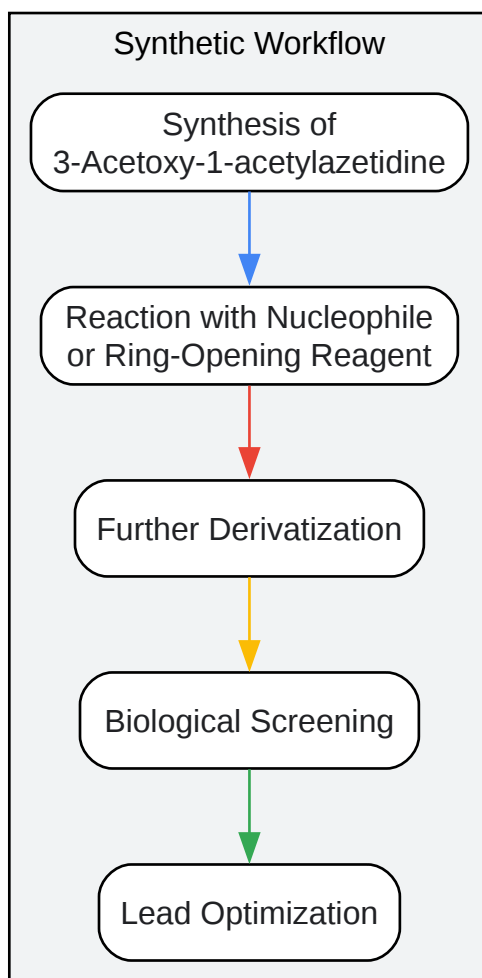 Synthetic Workflow
Synthesis of
3-Acetoxy-1-acetylazetidine
Reaction with Nucleophile
or Ring-Opening Reagent
Further Derivatization
Biological Screening
Lead Optimization